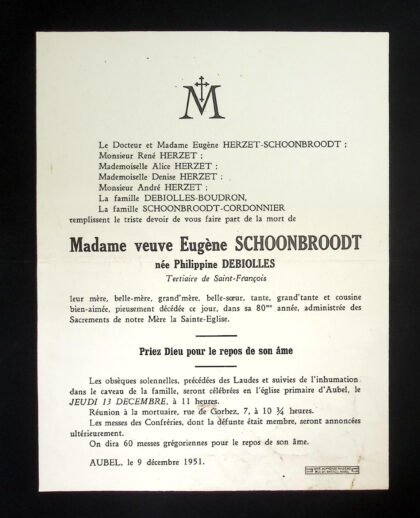 M
Le Docteur et Madame Eugène HERZET-SCHOONBROODT ;
Monsieur René HERZET ;
Mademoiselle Alice HERZET ;
Mademoiselle Denise HERZET ;
Monsieur André HERZET ;
La famille DEBIOLLES-BOUDRON,
La famille SCHOONBROODT-CORDONNIER
remplissent le triste devoir de vous faire part de la mort de
Madame veuve Eugène SCHOONBROODT
née Philippine DEBIOLLES
Tertiaire de Saint-François
leur mère, belle-mère, grand'mère, belle-sœur, tante, grand'tante et cousine
bien-aimée, pieusement décédée ce jour, dans sa 80me année, administrée des
Sacrements de notre Mère la Sainte-Eglise.
Priez Dieu pour le repos de son âme
Les obsèques solennelles, précédées des Laudes et suivies de l'inhumation
dans le caveau de la famille, seront célébrées en l'église primaire d'Aubel, le
JEUDI 13 DECEMBRE, à 11 heures.
Réunion à la mortuaire, rue de Gorhez, 7, à 10 ¾ heures.
Les messes des Confréries, dont la défunte était membre, seront annoncées
ultérieurement.
On dira 60 messes grégoriennes pour le repos de son âme.
AUBEL, le 9 décembre 1951.